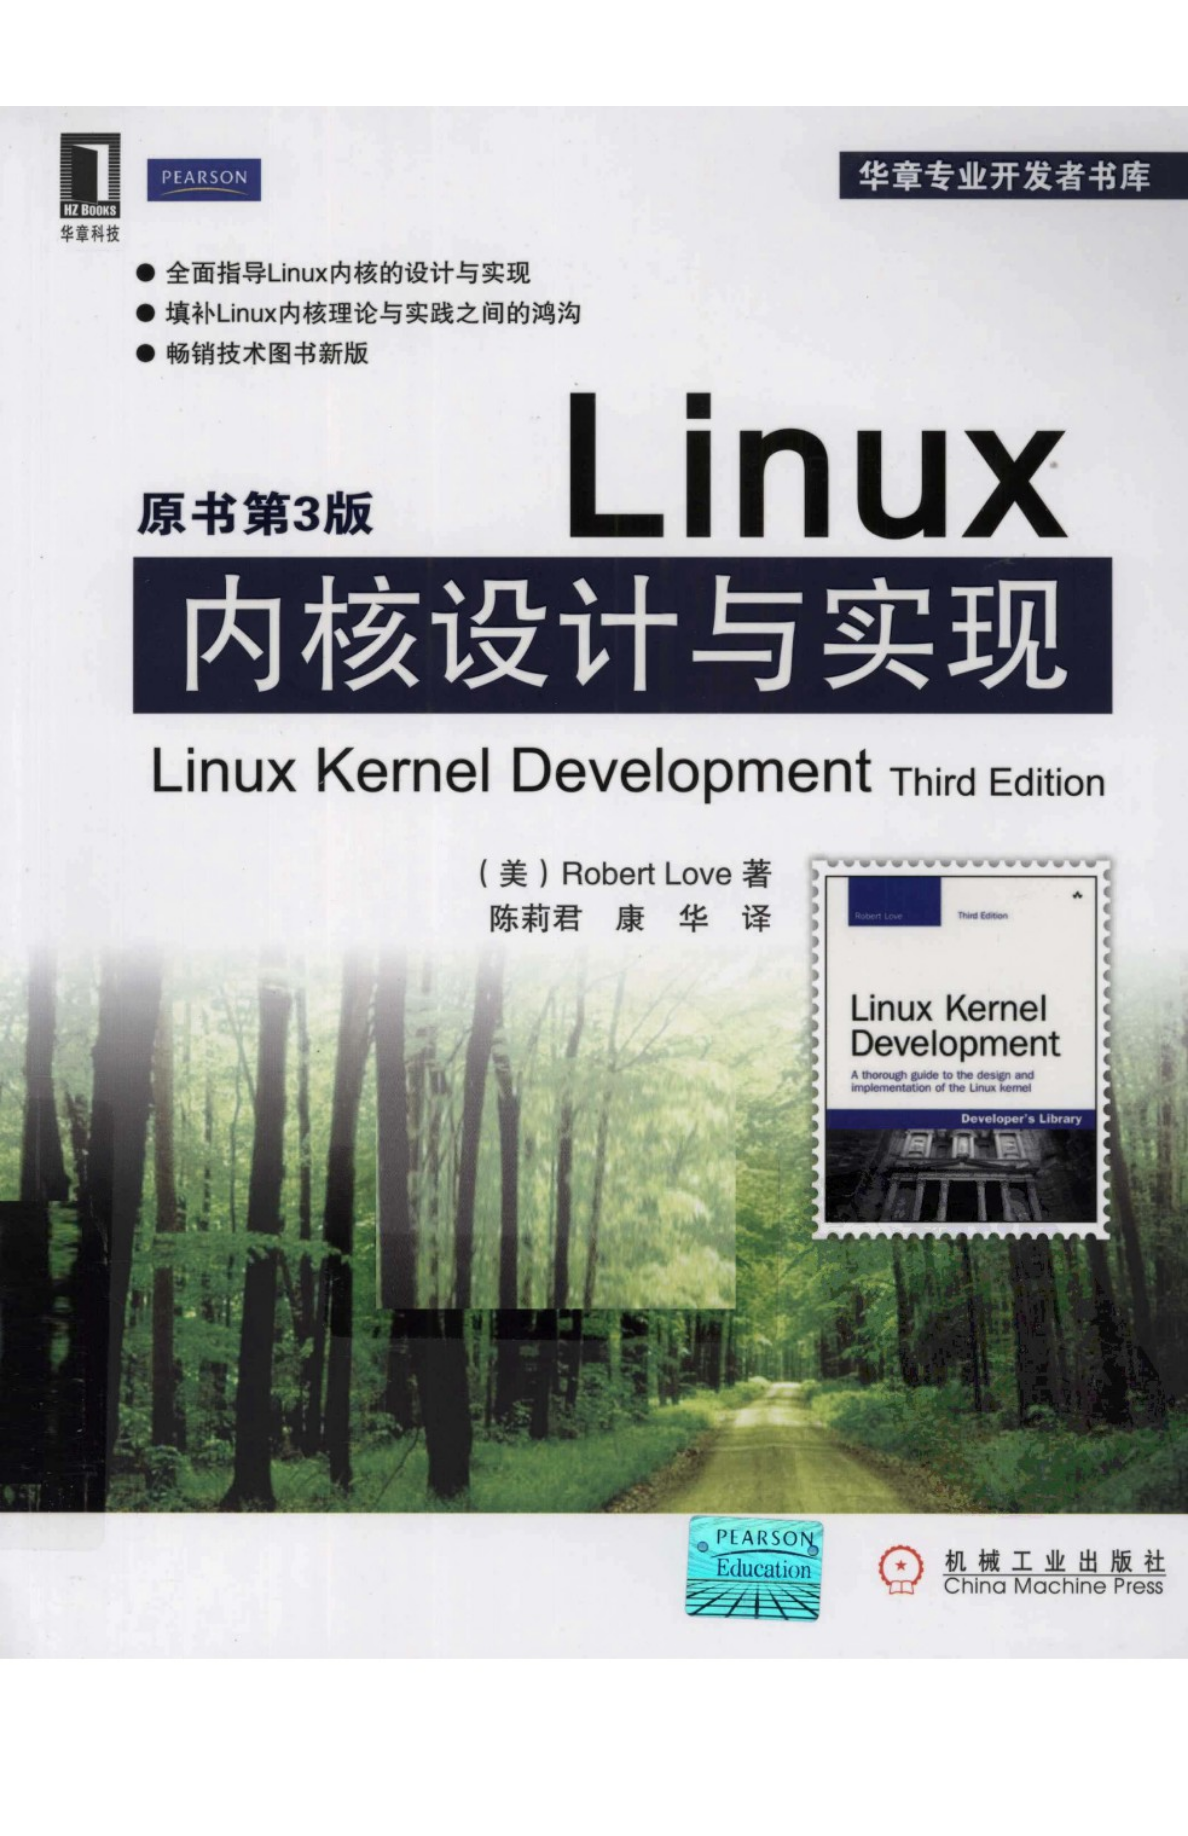 HZ BOOKS
华章科技
PEARSON
华章专业开发者书库
● 全面指导Linux内核的设计与实现
● 填补Linux内核理论与实践之间的鸿沟
● 畅销技术图书新版
Linux
原书第3版
内核设计与实现
Linux Kernel Development Third Edition
（美）Robert Love 著
陈莉君 康 华 译
Robert Love
Third Edition
Linux Kernel
Development
A thorough guide to the design and
implementation of the Linux kernel
Developer's Library
PEARSON
Education
机械工业出版社
China Machine Press